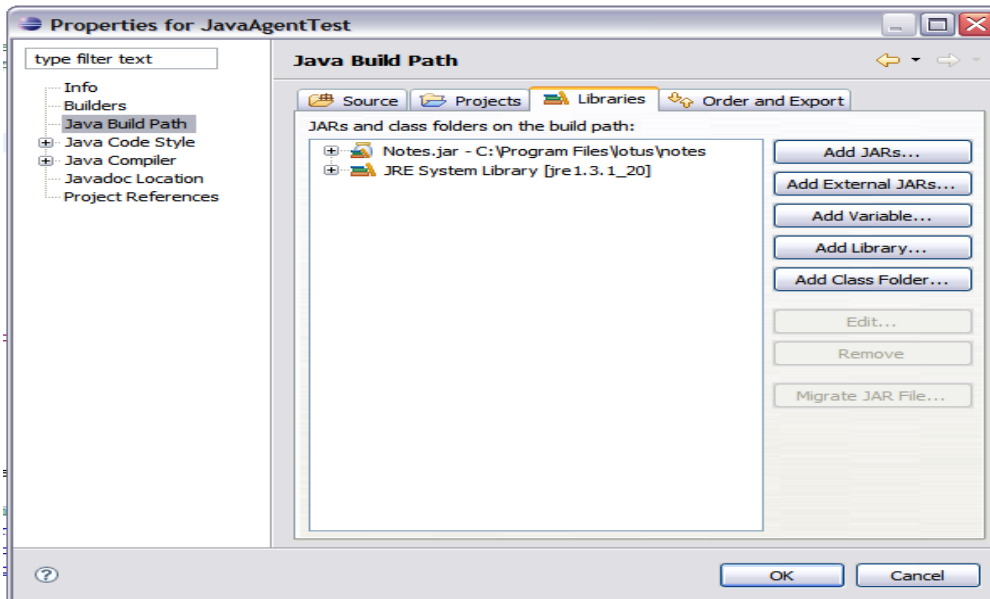 Properties for JavaAgentTest
type filter text
Info
Builders
Java Build Path
Java Code Style
Java Compiler
Javadoc Location
Project References
Java Build Path
Source Projects Libraries Order and Export
JARs and class folders on the build path:
Notes.jar - C:\Program Files\lotus\notes
JRE System Library [jre1.3.1_20]
Add JARs...
Add External JARs...
Add Variable...
Add Library...
Add Class Folder...
Edit...
Remove
Migrate JAR File...
?
OK Cancel